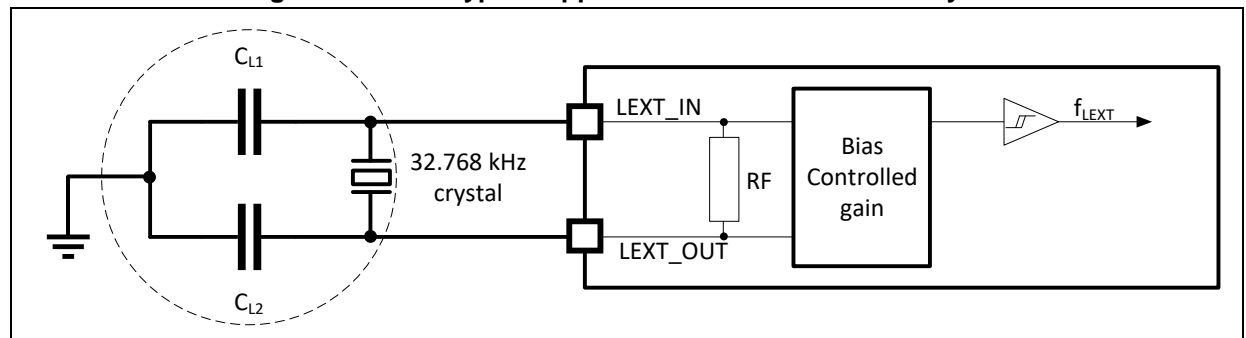 C_L1
LEXT_IN
f_LEXT
32.768 kHz
crystal
RF
Bias
Controlled
gain
LEXT_OUT
C_L2